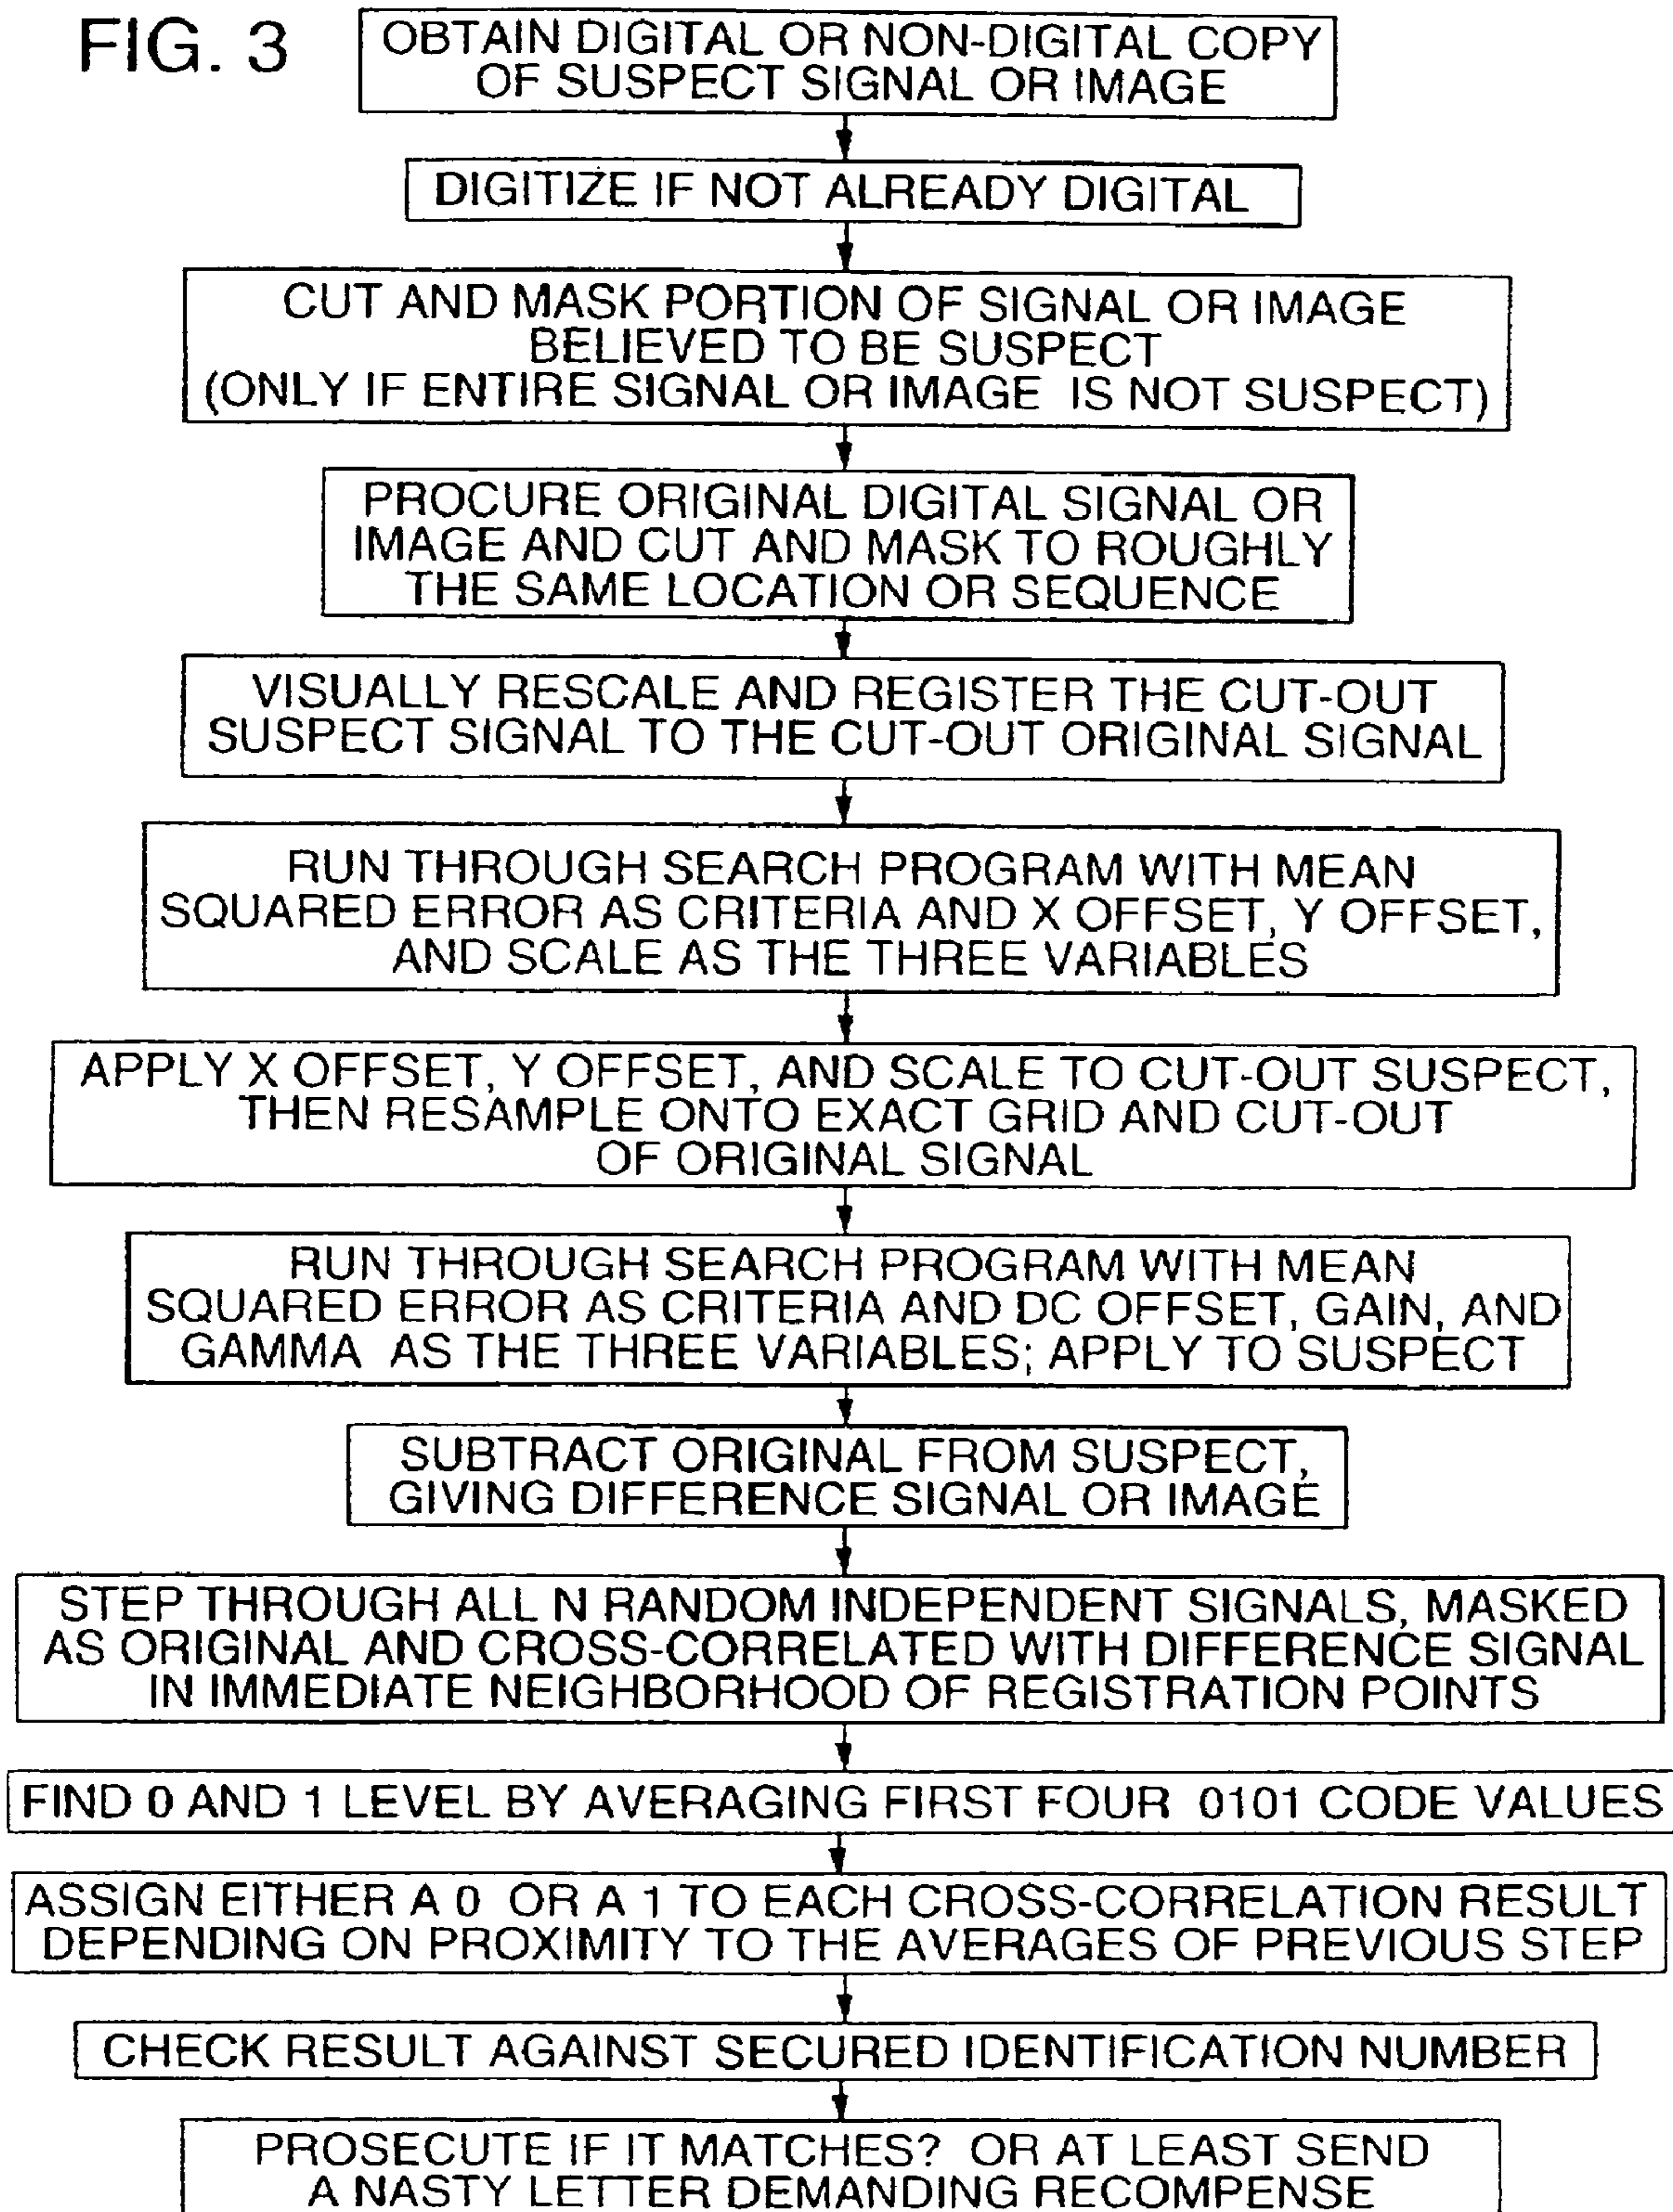 FIG. 3
OBTAIN DIGITAL OR NON-DIGITAL COPY
OF SUSPECT SIGNAL OR IMAGE
DIGITIZE IF NOT ALREADY DIGITAL
CUT AND MASK PORTION OF SIGNAL OR IMAGE
BELIEVED TO BE SUSPECT
(ONLY IF ENTIRE SIGNAL OR IMAGE IS NOT SUSPECT)
PROCURE ORIGINAL DIGITAL SIGNAL OR
IMAGE AND CUT AND MASK TO ROUGHLY
THE SAME LOCATION OR SEQUENCE
VISUALLY RESCALE AND REGISTER THE CUT-OUT
SUSPECT SIGNAL TO THE CUT-OUT ORIGINAL SIGNAL
RUN THROUGH SEARCH PROGRAM WITH MEAN
SQUARED ERROR AS CRITERIA AND X OFFSET, Y OFFSET,
AND SCALE AS THE THREE VARIABLES
APPLY X OFFSET, Y OFFSET, AND SCALE TO CUT-OUT SUSPECT,
THEN RESAMPLE ONTO EXACT GRID AND CUT-OUT
OF ORIGINAL SIGNAL
RUN THROUGH SEARCH PROGRAM WITH MEAN
SQUARED ERROR AS CRITERIA AND DC OFFSET, GAIN, AND
GAMMA AS THE THREE VARIABLES; APPLY TO SUSPECT
SUBTRACT ORIGINAL FROM SUSPECT,
GIVING DIFFERENCE SIGNAL OR IMAGE
STEP THROUGH ALL N RANDOM INDEPENDENT SIGNALS, MASKED
AS ORIGINAL AND CROSS-CORRELATED WITH DIFFERENCE SIGNAL
IN IMMEDIATE NEIGHBORHOOD OF REGISTRATION POINTS
FIND 0 AND 1 LEVEL BY AVERAGING FIRST FOUR 0101 CODE VALUES
ASSIGN EITHER A 0 OR A 1 TO EACH CROSS-CORRELATION RESULT
DEPENDING ON PROXIMITY TO THE AVERAGES OF PREVIOUS STEP
CHECK RESULT AGAINST SECURED IDENTIFICATION NUMBER
PROSECUTE IF IT MATCHES? OR AT LEAST SEND
A NASTY LETTER DEMANDING RECOMPENSE